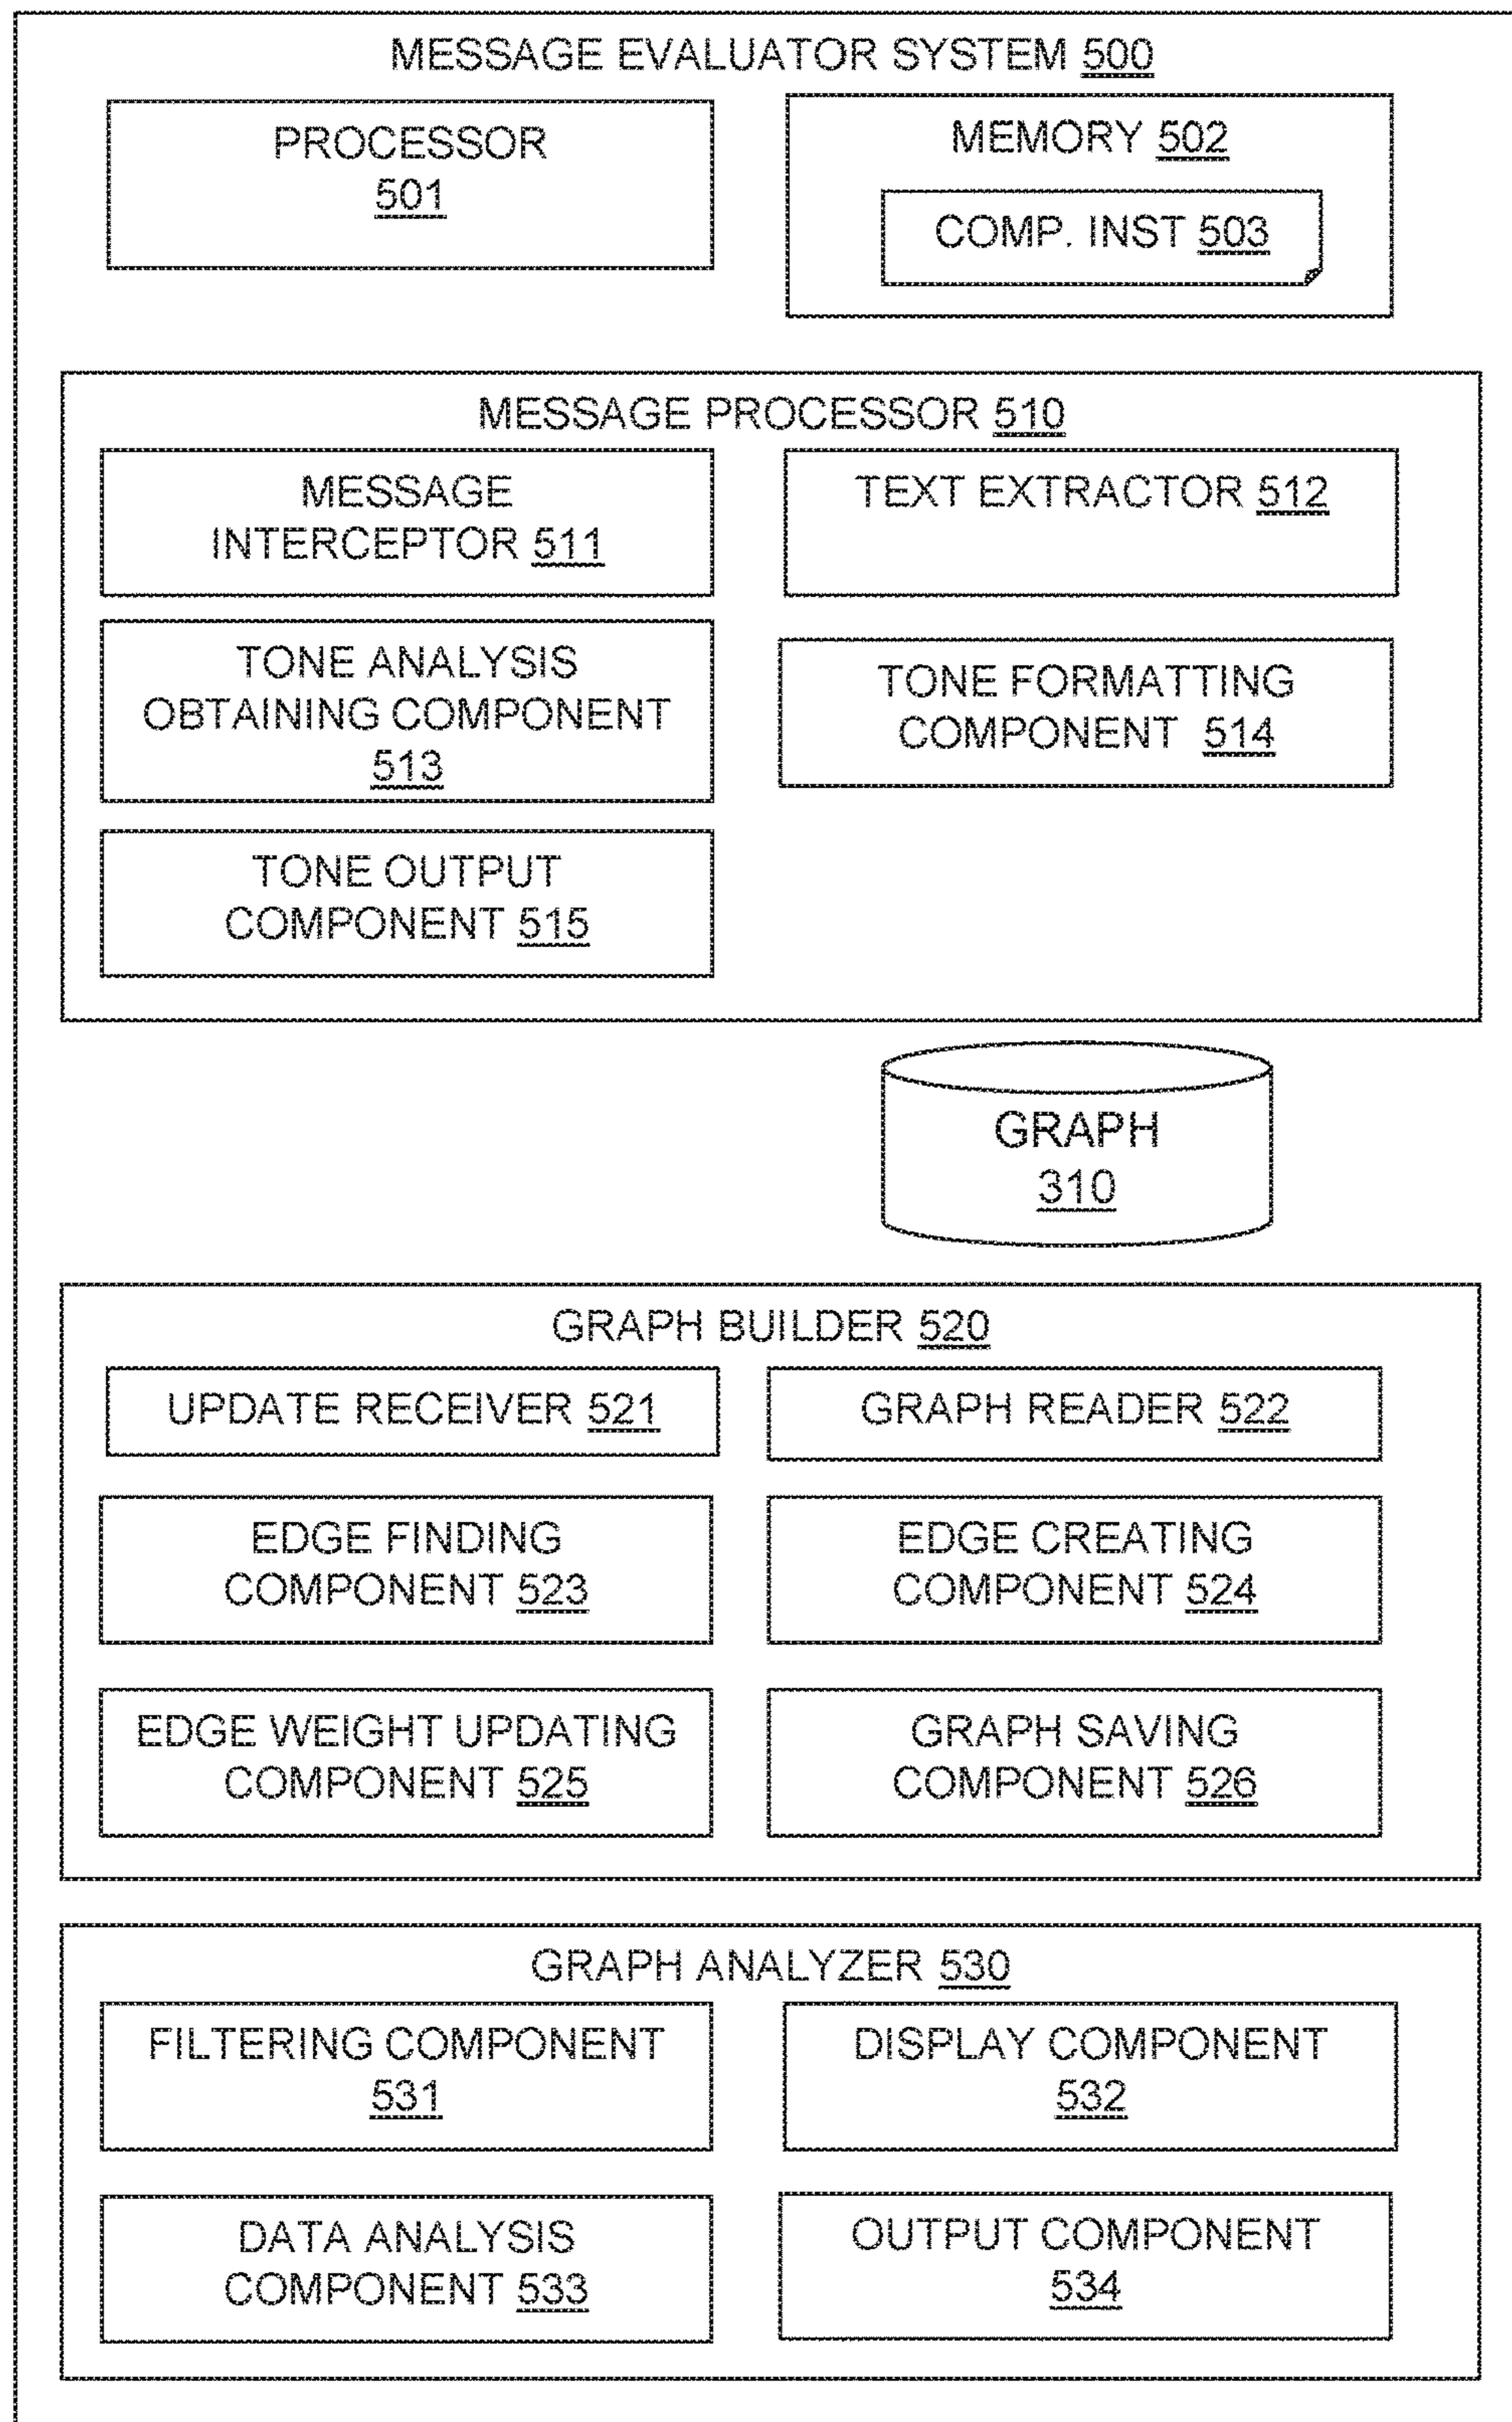 MESSAGE EVALUATOR SYSTEM 500
PROCESSOR
501
MEMORY 502
COMP. INST 503
MESSAGE PROCESSOR 510
MESSAGE
INTERCEPTOR 511
TEXT EXTRACTOR 512
TONE ANALYSIS
OBTAINING COMPONENT
513
TONE FORMATTING
COMPONENT 514
TONE OUTPUT
COMPONENT 515
GRAPH
310
GRAPH BUILDER 520
UPDATE RECEIVER 521
GRAPH READER 522
EDGE FINDING
COMPONENT 523
EDGE CREATING
COMPONENT 524
EDGE WEIGHT UPDATING
COMPONENT 525
GRAPH SAVING
COMPONENT 526
GRAPH ANALYZER 530
FILTERING COMPONENT
531
DISPLAY COMPONENT
532
DATA ANALYSIS
COMPONENT 533
OUTPUT COMPONENT
534